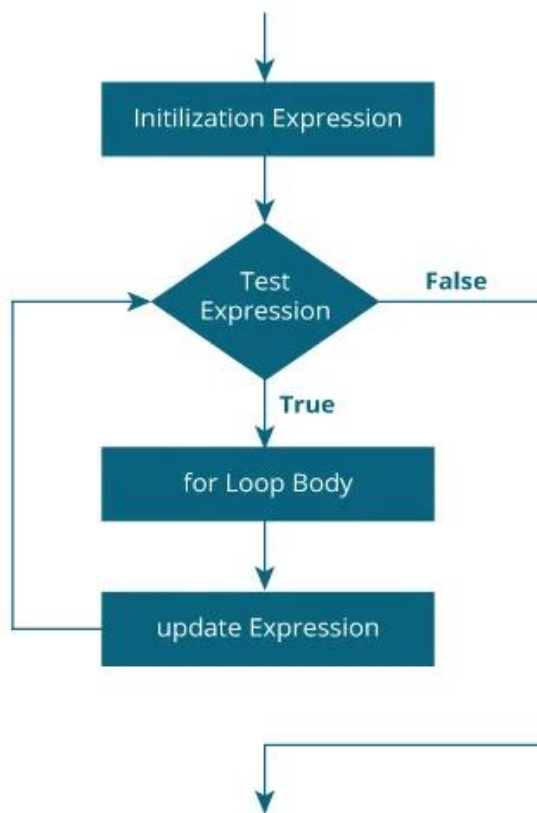 Initilization Expression
Test
Expression
False
True
for Loop Body
update Expression